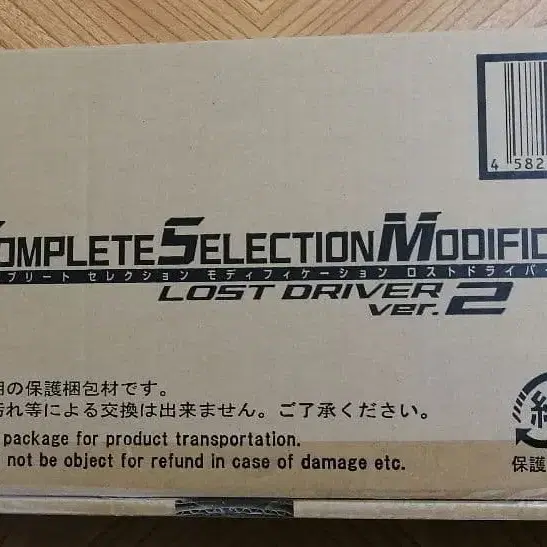 4 582
COMPLETE SELECTION MODIFIC
プリート セレクション モディフィケーション ロストドライバー
LOST DRIVER
ver.2
用の保護梱包材です。
汚れ等による交換は出来ません。ご了承ください。
package for product transportation.
not be object for refund in case of damage etc.
保護